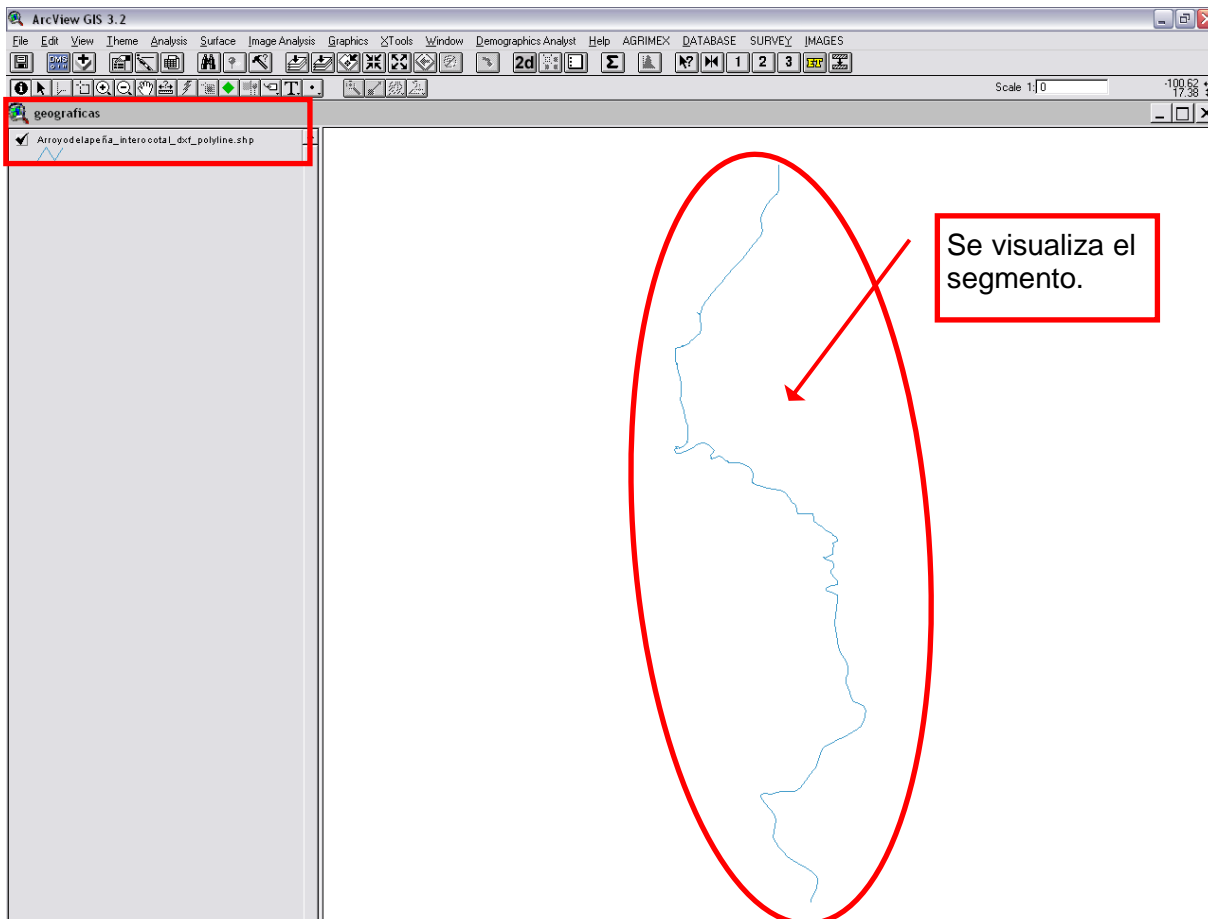 ArcView GIS 3.2
File Edit View Theme Analysis Surface Image Analysis Graphics XTools Window Demographics Analyst Help AGRIMEX DATABASE SURVEY IMAGES
2d Σ 1 2 3
T
Scale 1: 0
-100.62
17.38
geograficas
Arroyodelapeña_interocotal_dxf_polyline.shp
Se visualiza el
segmento.